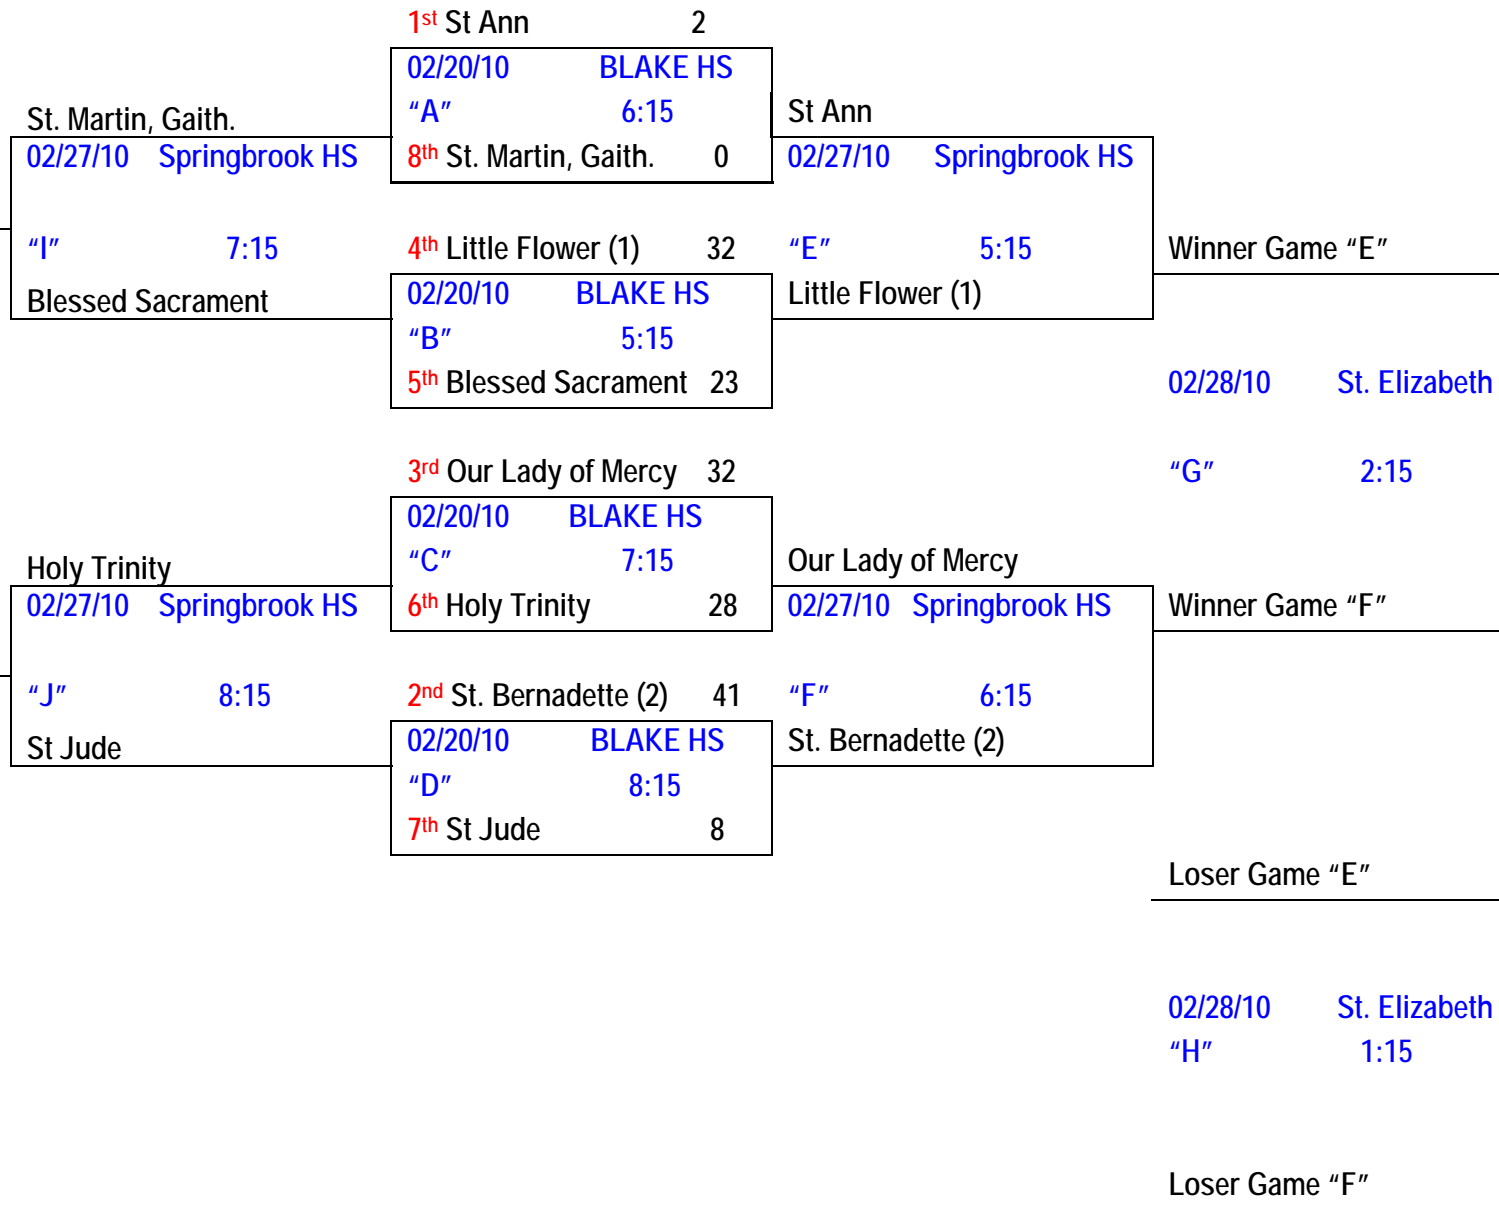 1st St Ann 2
02/20/10 BLAKE HS
St. Martin, Gaith. “A” 6:15 St Ann
02/27/10 Springbrook HS 8th St. Martin, Gaith. 0 02/27/10 Springbrook HS
“I” 7:15 4th Little Flower (1) 32 “E” 5:15 Winner Game “E”
Blessed Sacrament 02/20/10 BLAKE HS Little Flower (1)
“B” 5:15
5th Blessed Sacrament 23 02/28/10 St. Elizabeth
3rd Our Lady of Mercy 32 “G” 2:15
02/20/10 BLAKE HS
Holy Trinity “C” 7:15 Our Lady of Mercy
02/27/10 Springbrook HS 6th Holy Trinity 28 02/27/10 Springbrook HS Winner Game “F”
“J” 8:15 2nd St. Bernadette (2) 41 “F” 6:15
St Jude 02/20/10 BLAKE HS St. Bernadette (2)
“D” 8:15
7th St Jude 8
Loser Game “E”
02/28/10 St. Elizabeth
“H” 1:15
Loser Game “F”